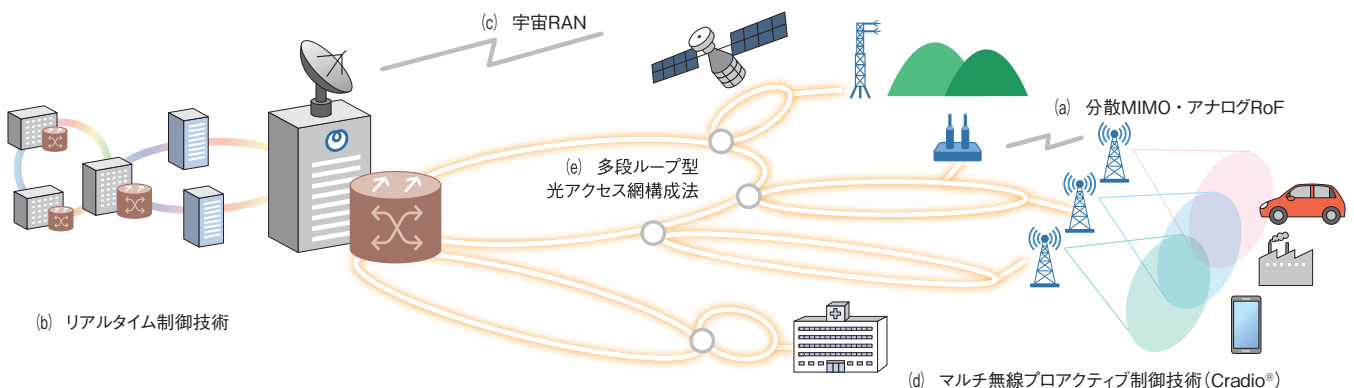 (c) 宇宙RAN
(a) 分散MIMO・アナログRoF
(e) 多段ループ型
光アクセス網構成法
(b) リアルタイム制御技術
(d) マルチ無線プロアクティブ制御技術(Cradio®)